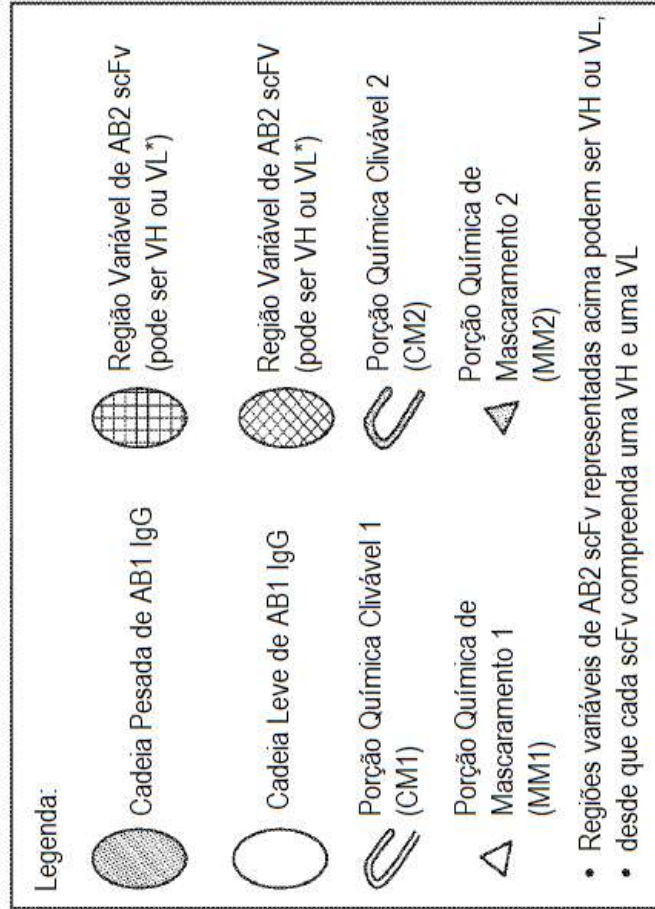 Legenda:
Cadeia Pesada de AB1 IgG
Região Variável de AB2 scFv
(pode ser VH ou VL*)
Cadeia Leve de AB1 IgG
Região Variável de AB2 scFV
(pode ser VH ou VL*)
Porção Química Clivável 1
(CM1)
Porção Química Clivável 2
(CM2)
Porção Química de
Mascaramento 1
(MM1)
Porção Química de
Mascaramento 2
(MM2)
• Regiões variáveis de AB2 scFv representadas acima podem ser VH ou VL,
• desde que cada scFv compreenda uma VH e uma VL